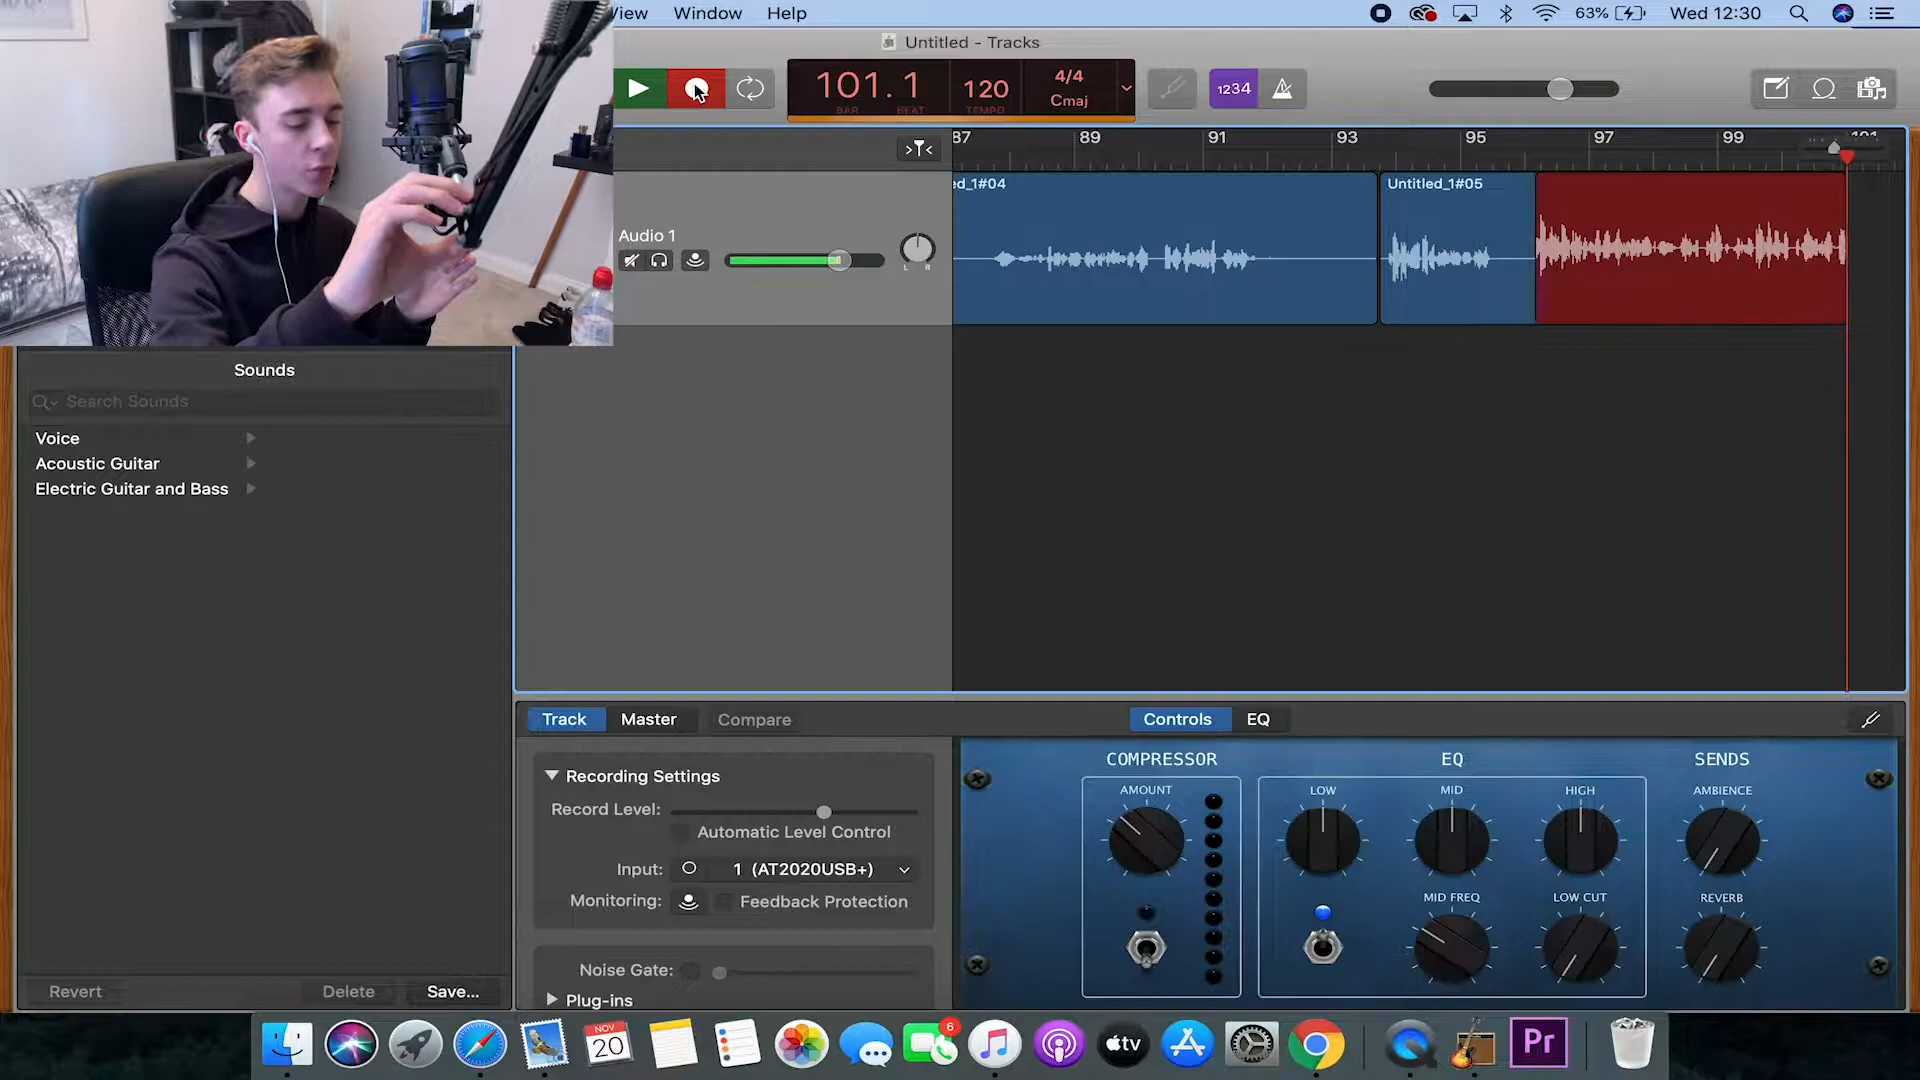 View Window Help 63% Wed 12:30
Untitled - Tracks
101.1 120 4/4
Cmaj
BAR BEAT TEMPO
1234
87 89 91 93 95 97 99 101
ed_1#04 Untitled_1#05
Audio 1
L R
Sounds
Search Sounds
Voice
Acoustic Guitar
Electric Guitar and Bass
Track Master Compare Controls EQ
Recording Settings
Record Level:
Automatic Level Control
Input: 1 (AT2020USB+)
Monitoring: Feedback Protection
Noise Gate:
Plug-ins
COMPRESSOR EQ SENDS
AMOUNT LOW MID HIGH AMBIENCE
MID FREQ LOW CUT REVERB
Revert Delete Save...
NOV
20
6
tv
Pr